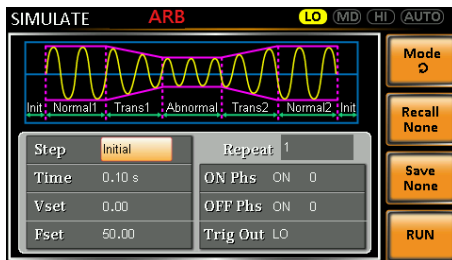 SIMULATE ARB LO MD HI AUTO
Init Normal1 Trans1 Abnormal Trans2 Normal2 Init
Mode
Recall
None
Step Initial Repeat 1
Time 0.10 s ON Phs ON 0
Save
None
Vset 0.00 OFF Phs ON 0
Fset 50.00 Trig Out LO
RUN